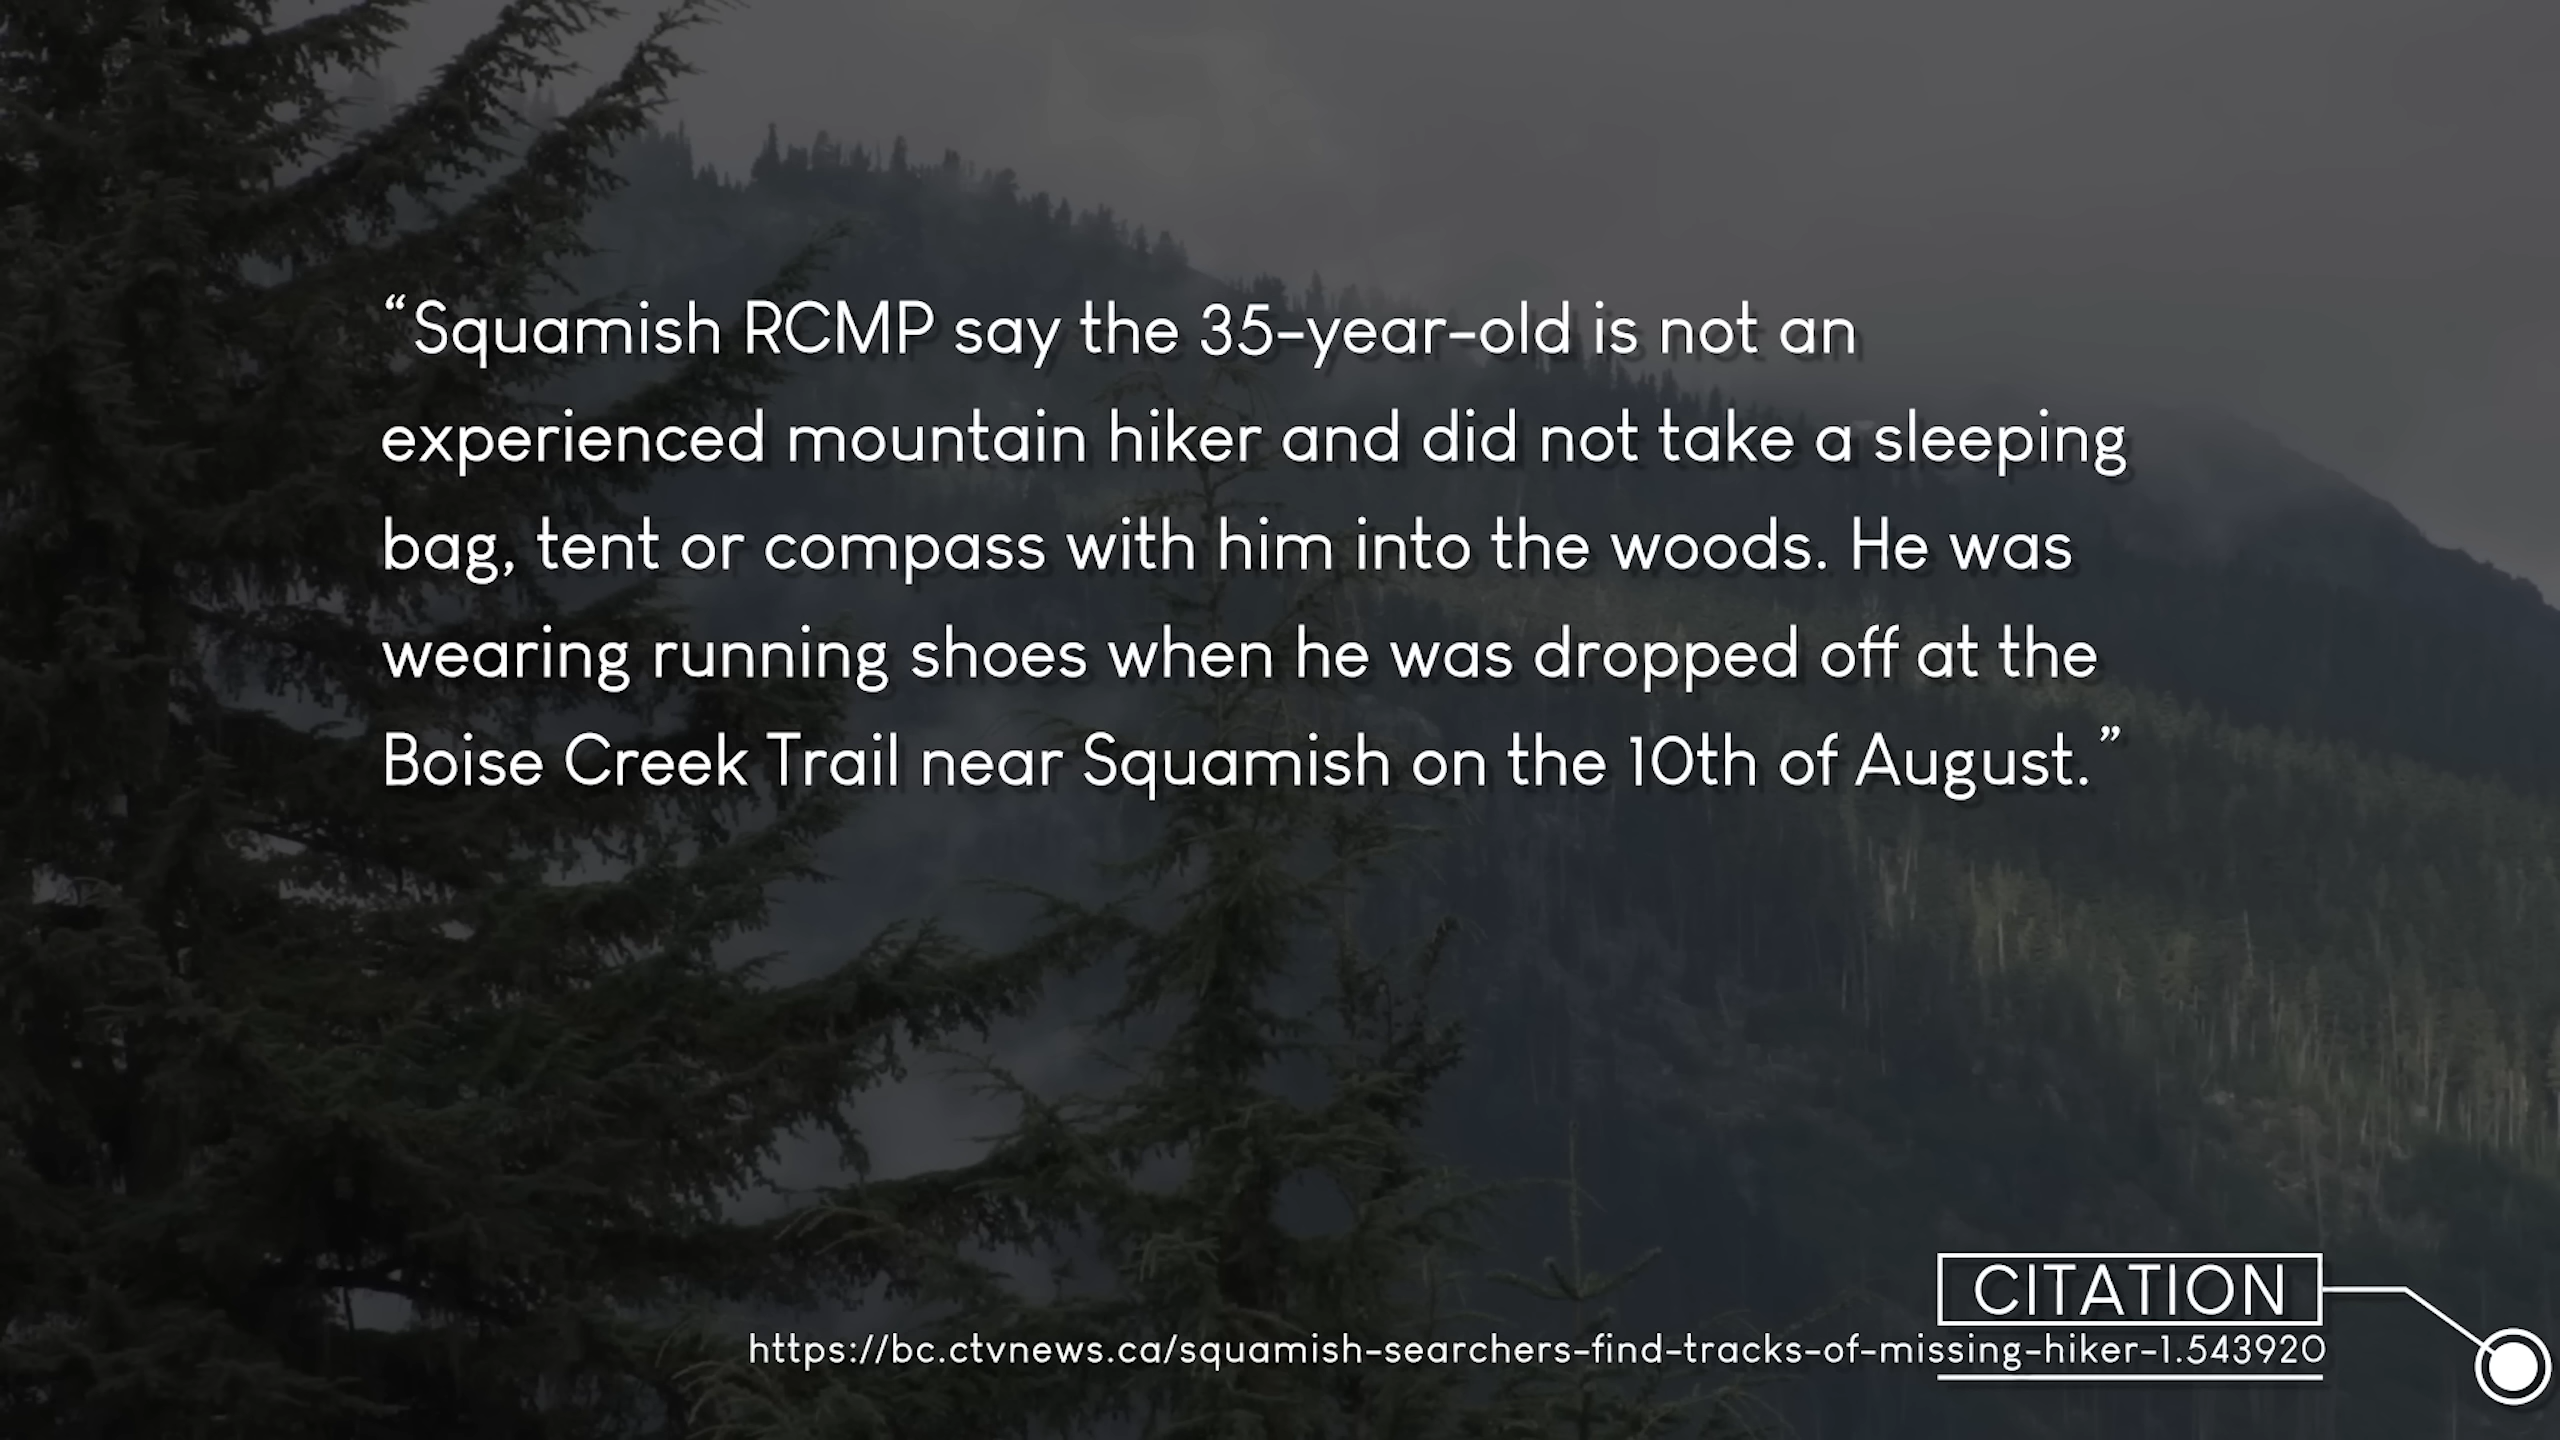 “Squamish RCMP say the 35-year-old is not an
experienced mountain hiker and did not take a sleeping
bag, tent or compass with him into the woods. He was
wearing running shoes when he was dropped off at the
Boise Creek Trail near Squamish on the 10th of August.”
CITATION
https://bc.ctvnews.ca/squamish-searchers-find-tracks-of-missing-hiker-1.543920